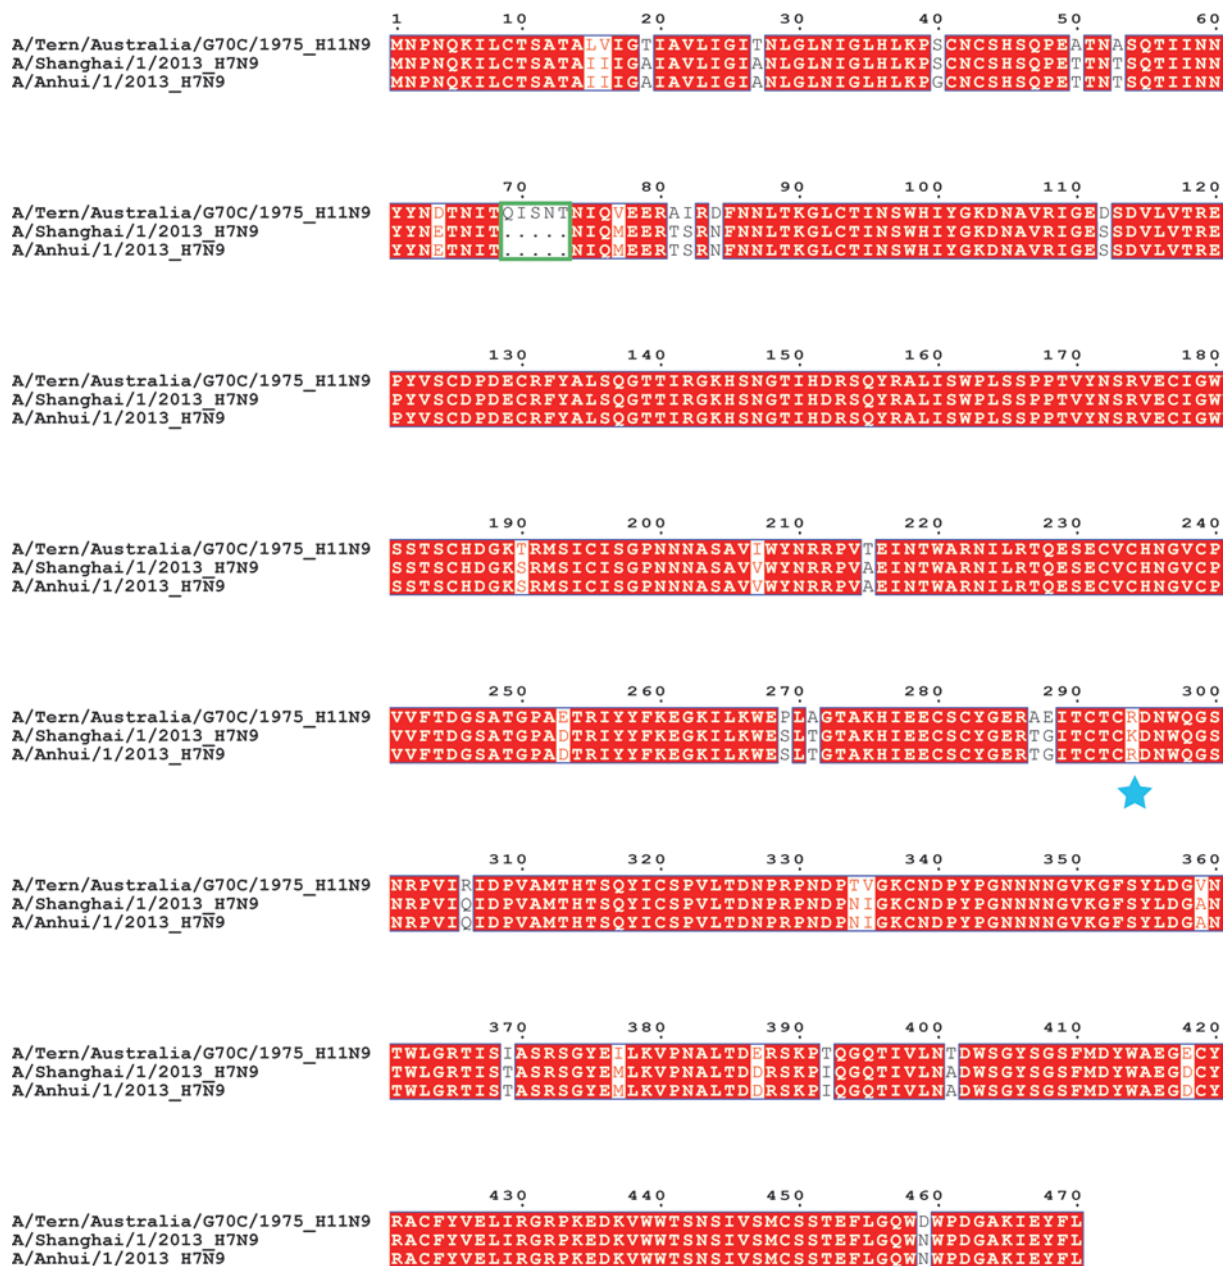 1 10 20 30 40 50 60
A/Tern/Australia/G70C/1975_H11N9 MNPNQKILCTSATALVIGTIAVLIGITNLGLNIGLHLKPSCNCSHSQPEATNASQTIINN
A/Shanghai/1/2013_H7N9 MNPNQKILCTSATAIIIGAIAVLIGIANLGLNIGLHLKPSCNCSHSQPETTNTSQTIINN
A/Anhui/1/2013_H7N9 MNPNQKILCTSATAIIIGAIAVLIGIANLGLNIGLHLKPGCNCSHSQPETTNTSQTIINN
70 80 90 100 110 120
A/Tern/Australia/G70C/1975_H11N9 YYNDTNITQISNTNIQVEERAIRDFNNLTKGLCTINSWHIYGKDNAVRIGEDSDVLVTRE
A/Shanghai/1/2013_H7N9 YYNETNIT.....NIQMEERTSRNFNNLTKGLCTINSWHIYGKDNAVRIGESSDVLVTRE
A/Anhui/1/2013_H7N9 YYNETNIT.....NIQMEERTSRNFNNLTKGLCTINSWHIYGKDNAVRIGESSDVLVTRE
130 140 150 160 170 180
A/Tern/Australia/G70C/1975_H11N9 PYVSCDPDECRFYALSQGTTIRGKHSNGTIHDRSQYRALISWPLSSPPTVYNSRVECIGW
A/Shanghai/1/2013_H7N9 PYVSCDPDECRFYALSQGTTIRGKHSNGTIHDRSQYRALISWPLSSPPTVYNSRVECIGW
A/Anhui/1/2013_H7N9 PYVSCDPDECRFYALSQGTTIRGKHSNGTIHDRSQYRALISWPLSSPPTVYNSRVECIGW
190 200 210 220 230 240
A/Tern/Australia/G70C/1975_H11N9 SSTSCHDGKTRMSICISGPNNNASAVIWYNRRPVTEINTWARNILRTQESECVCHNGVCP
A/Shanghai/1/2013_H7N9 SSTSCHDGKSRMSICISGPNNNASAVVWYNRRPVAEINTWARNILRTQESECVCHNGVCP
A/Anhui/1/2013_H7N9 SSTSCHDGKSRMSICISGPNNNASAVVWYNRRPVAEINTWARNILRTQESECVCHNGVCP
250 260 270 280 290 300
A/Tern/Australia/G70C/1975_H11N9 VVFTDGSATGPAETRIYYFKEGKILKWEPLAGTAKHIEECSCYGERAEITCTCRDNWQGS
A/Shanghai/1/2013_H7N9 VVFTDGSATGPADTRIYYFKEGKILKWESLTGTAKHIEECSCYGERTGITCTCKDNWQGS
A/Anhui/1/2013_H7N9 VVFTDGSATGPADTRIYYFKEGKILKWESLTGTAKHIEECSCYGERTGITCTCRDNWQGS
310 320 330 340 350 360
A/Tern/Australia/G70C/1975_H11N9 NRPVIRIDPVAMTHTSQYICSPVLTDNPRPNDPTVGKCNDPYPGNNNNGVKGFSYLDGVN
A/Shanghai/1/2013_H7N9 NRPVIQIDPVAMTHTSQYICSPVLTDNPRPNDPNIGKCNDPYPGNNNNGVKGFSYLDGAN
A/Anhui/1/2013_H7N9 NRPVIQIDPVAMTHTSQYICSPVLTDNPRPNDPNIGKCNDPYPGNNNNGVKGFSYLDGAN
370 380 390 400 410 420
A/Tern/Australia/G70C/1975_H11N9 TWLGRTISIASRSGYEILKVPNALTDERSKPTQGQTIVLNTDWSGYSGSFMDYWAEGECY
A/Shanghai/1/2013_H7N9 TWLGRTISTASRSGYEMLKVPNALTDDRSKPIQGQTIVLNADWSGYSGSFMDYWAEGDCY
A/Anhui/1/2013_H7N9 TWLGRTISTASRSGYEMLKVPNALTDDRSKPIQGQTIVLNADWSGYSGSFMDYWAEGDCY
430 440 450 460 470
A/Tern/Australia/G70C/1975_H11N9 RACFYVELIRGRPKEDKVWWTSNSIVSMCSSTEFLGQWDWPDGAKIEYFL
A/Shanghai/1/2013_H7N9 RACFYVELIRGRPKEDKVWWTSNSIVSMCSSTEFLGQWNWPDGAKIEYFL
A/Anhui/1/2013_H7N9 RACFYVELIRGRPKEDKVWWTSNSIVSMCSSTEFLGQWNWPDGAKIEYFL